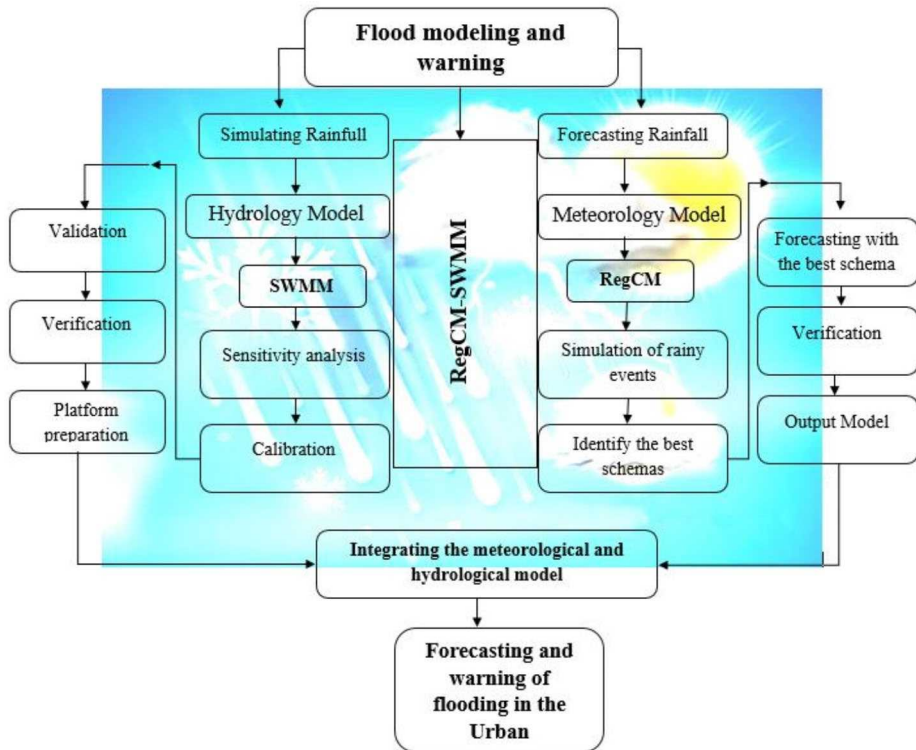 Flood modeling and
warning
Simulating Rainfull
Forecasting Rainfall
Hydrology Model
Meteorology Model
SWMM
RegCM
Sensitivity analysis
Simulation of rainy
events
Calibration
Identify the best
schemas
RegCM-SWMM
Validation
Verification
Platform
preparation
Forecasting with
the best schema
Verification
Output Model
Integrating the meteorological and
hydrological model
Forecasting and
warning of
flooding in the
Urban